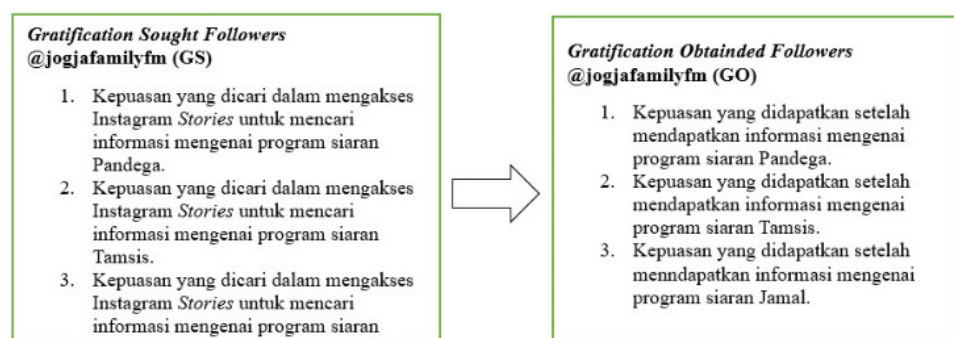 Gratification Sought Followers
@jogjafamilyfm (GS)
1. Kepuasan yang dicari dalam mengakses
Instagram Stories untuk mencari
informasi mengenai program siaran
Pandega.
2. Kepuasan yang dicari dalam mengakses
Instagram Stories untuk mencari
informasi mengenai program siaran
Tamsis.
3. Kepuasan yang dicari dalam mengakses
Instagram Stories untuk mencari
informasi mengenai program siaran
Gratification Obtainded Followers
@jogjafamilyfm (GO)
1. Kepuasan yang didapatkan setelah
mendapatkan informasi mengenai
program siaran Pandega.
2. Kepuasan yang didapatkan setelah
mendapatkan informasi mengenai
program siaran Tamsis.
3. Kepuasan yang didapatkan setelah
menndapatkan informasi mengenai
program siaran Jamal.